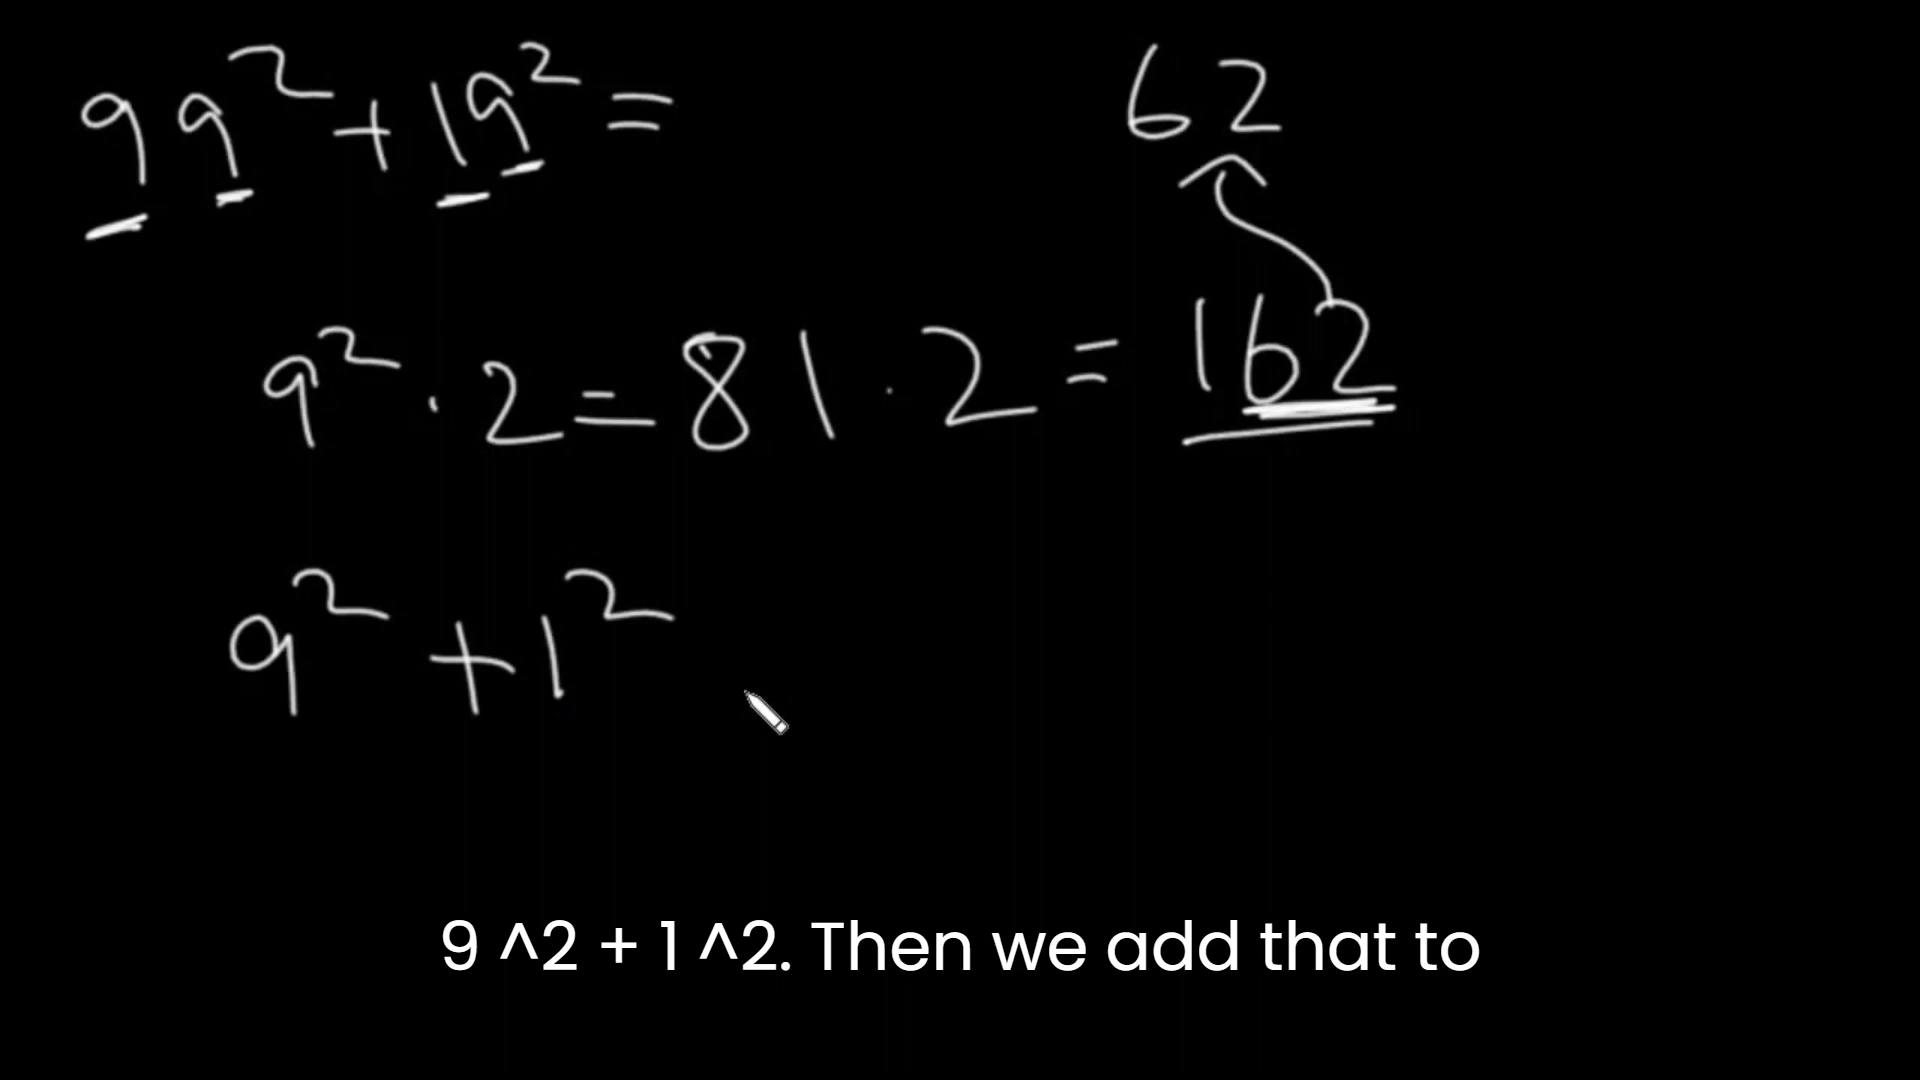 99²+19²=
62
9²·2=81·2=162
9²+1²
9 ^2 + 1 ^2. Then we add that to